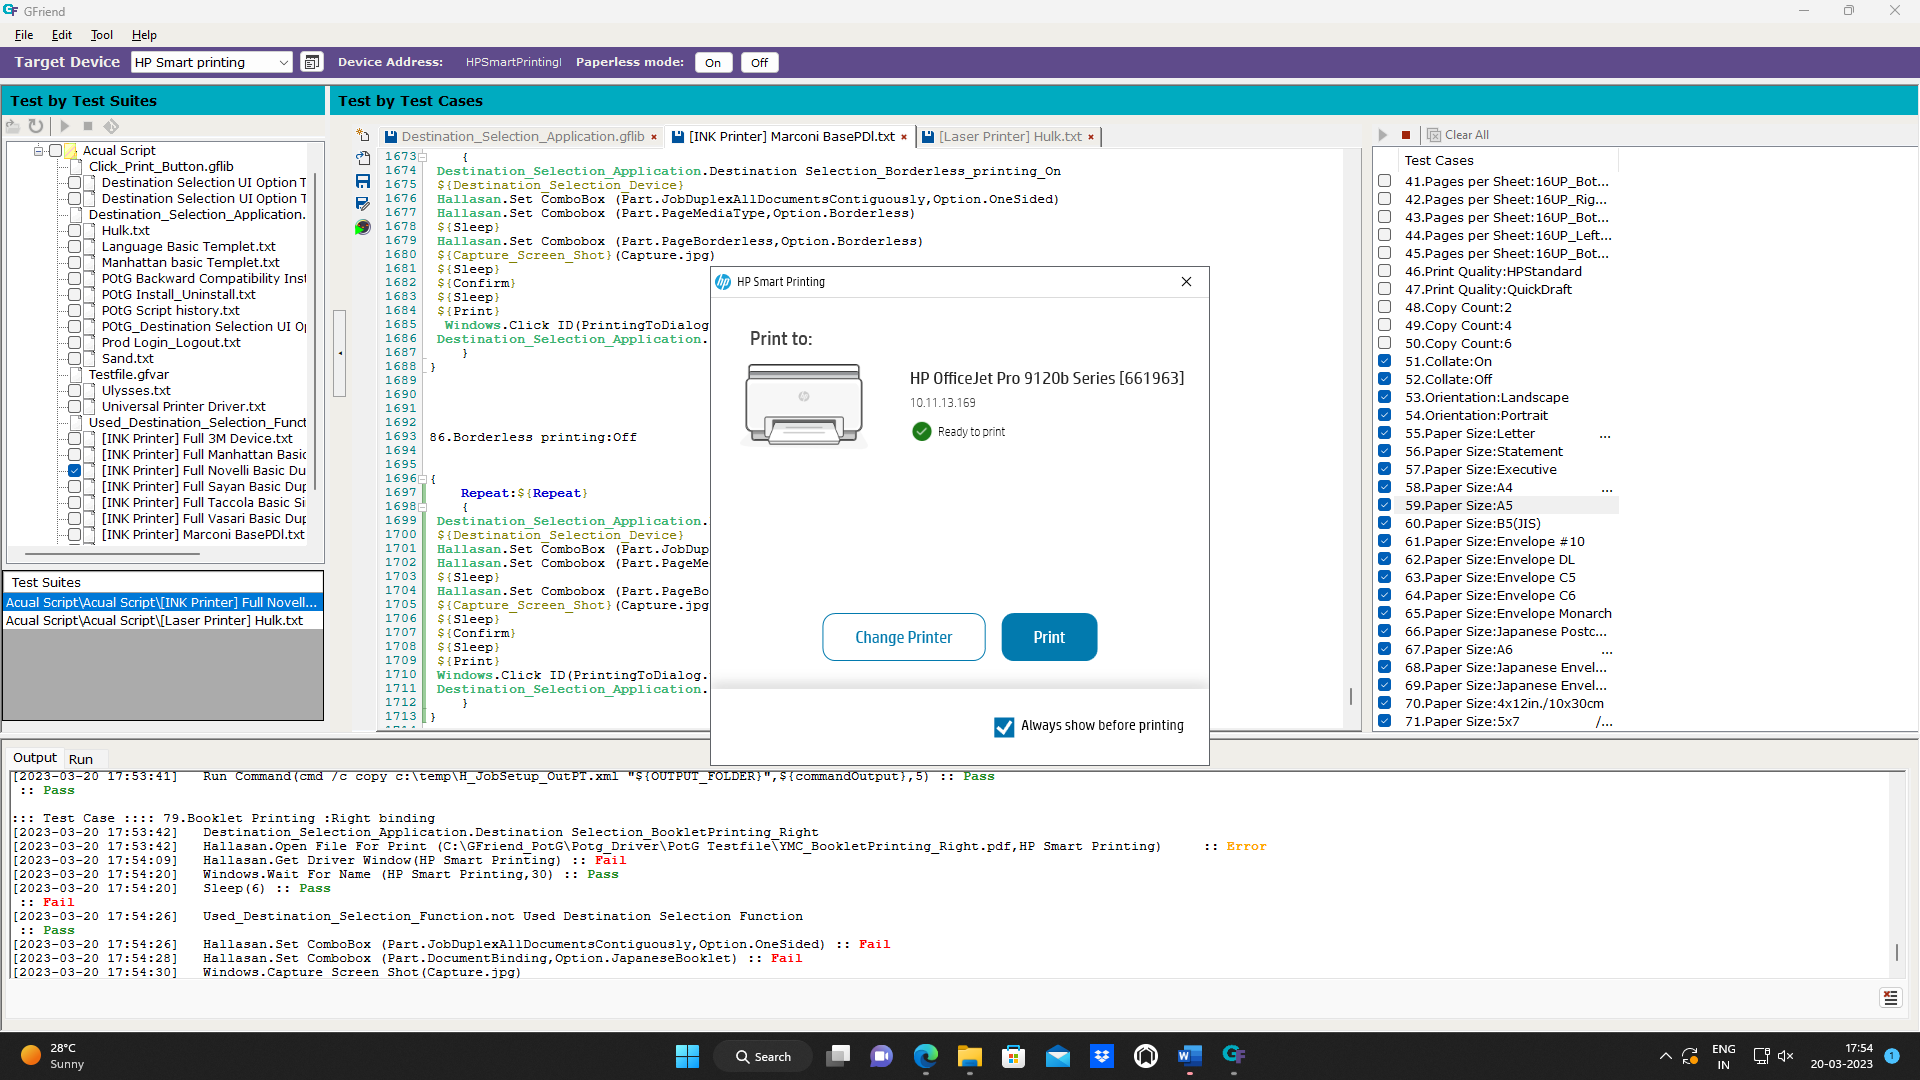 GFriend
File Edit Tool Help
Target Device HP Smart printing Device Address: HPSmartPrintingI Paperless mode: On Off
Test by Test Suites
Test by Test Cases
Acual Script
Click_Print_Button.gflib
Destination Selection UI Option T
Destination Selection UI Option T
Destination_Selection_Application.
Hulk.txt
Language Basic Templet.txt
Manhattan basic Templet.txt
POtG Backward Compatibility Inst
POtG Install_Uninstall.txt
POtG Script history.txt
POtG_Destination Selection UI Op
Prod Login_Logout.txt
Sand.txt
Testfile.gfvar
Ulysses.txt
Universal Printer Driver.txt
Used_Destination_Selection_Funct
[INK Printer] Full 3M Device.txt
[INK Printer] Full Manhattan Basic
[INK Printer] Full Novelli Basic Du
[INK Printer] Full Sayan Basic Dup
[INK Printer] Full Taccola Basic Si
[INK Printer] Full Vasari Basic Dup
[INK Printer] Marconi BasePDl.txt
Test Suites
Acual Script\Acual Script\[INK Printer] Full Novell...
Acual Script\Acual Script\[Laser Printer] Hulk.txt
Destination_Selection_Application.gflib × [INK Printer] Marconi BasePDl.txt × [Laser Printer] Hulk.txt ×
1673 {
1674 Destination_Selection_Application.Destination Selection_Borderless_printing_On
1675 ${Destination_Selection_Device}
1676 Hallasan.Set ComboBox (Part.JobDuplexAllDocumentsContiguously,Option.OneSided)
1677 Hallasan.Set Combobox (Part.PageMediaType,Option.Borderless)
1678 ${Sleep}
1679 Hallasan.Set Combobox (Part.PageBorderless,Option.Borderless)
1680 ${Capture_Screen_Shot}(Capture.jpg)
1681 ${Sleep}
1682 ${Confirm}
1683 ${Sleep}
1684 ${Print}
1685 Windows.Click ID(PrintingToDialog
1686 Destination_Selection_Application.
1687 }
1688 }
1689
1690
1691
1692
1693 86.Borderless printing:Off
1694
1695
1696 {
1697 Repeat:${Repeat}
1698 {
1699 Destination_Selection_Application.
1700 ${Destination_Selection_Device}
1701 Hallasan.Set ComboBox (Part.JobDup
1702 Hallasan.Set Combobox (Part.PageMe
1703 ${Sleep}
1704 Hallasan.Set Combobox (Part.PageBo
1705 ${Capture_Screen_Shot}(Capture.jpg
1706 ${Sleep}
1707 ${Confirm}
1708 ${Sleep}
1709 ${Print}
1710 Windows.Click ID(PrintingToDialog.
1711 Destination_Selection_Application.
1712 }
1713 }
HP Smart Printing
Print to:
HP OfficeJet Pro 9120b Series [661963]
10.11.13.169
Ready to print
Change Printer Print
Always show before printing
Clear All
Test Cases
41.Pages per Sheet:16UP_Bot...
42.Pages per Sheet:16UP_Rig...
43.Pages per Sheet:16UP_Bot...
44.Pages per Sheet:16UP_Left...
45.Pages per Sheet:16UP_Bot...
46.Print Quality:HPStandard
47.Print Quality:QuickDraft
48.Copy Count:2
49.Copy Count:4
50.Copy Count:6
51.Collate:On
52.Collate:Off
53.Orientation:Landscape
54.Orientation:Portrait
55.Paper Size:Letter ...
56.Paper Size:Statement
57.Paper Size:Executive
58.Paper Size:A4 ...
59.Paper Size:A5
60.Paper Size:B5(JIS)
61.Paper Size:Envelope #10
62.Paper Size:Envelope DL
63.Paper Size:Envelope C5
64.Paper Size:Envelope C6
65.Paper Size:Envelope Monarch
66.Paper Size:Japanese Postc...
67.Paper Size:A6 ...
68.Paper Size:Japanese Envel...
69.Paper Size:Japanese Envel...
70.Paper Size:4x12in./10x30cm
71.Paper Size:5x7 /...
Output Run
[2023-03-20 17:53:41] Run Command(cmd /c copy c:\temp\H_JobSetup_OutPT.xml "${OUTPUT_FOLDER}",${commandOutput},5) :: Pass
:: Pass
::: Test Case :::: 79.Booklet Printing :Right binding
[2023-03-20 17:53:42] Destination_Selection_Application.Destination Selection_BookletPrinting_Right
[2023-03-20 17:53:42] Hallasan.Open File For Print (C:\GFriend_PotG\Potg_Driver\PotG Testfile\YMC_BookletPrinting_Right.pdf,HP Smart Printing) :: Error
[2023-03-20 17:54:09] Hallasan.Get Driver Window(HP Smart Printing) :: Fail
[2023-03-20 17:54:20] Windows.Wait For Name (HP Smart Printing,30) :: Pass
[2023-03-20 17:54:20] Sleep(6) :: Pass
:: Fail
[2023-03-20 17:54:26] Used_Destination_Selection_Function.not Used Destination Selection Function
:: Pass
[2023-03-20 17:54:26] Hallasan.Set ComboBox (Part.JobDuplexAllDocumentsContiguously,Option.OneSided) :: Fail
[2023-03-20 17:54:28] Hallasan.Set Combobox (Part.DocumentBinding,Option.JapaneseBooklet) :: Fail
[2023-03-20 17:54:30] Windows.Capture Screen Shot(Capture.jpg)
28°C
Sunny
Search
ENG
IN
17:54
20-03-2023
1